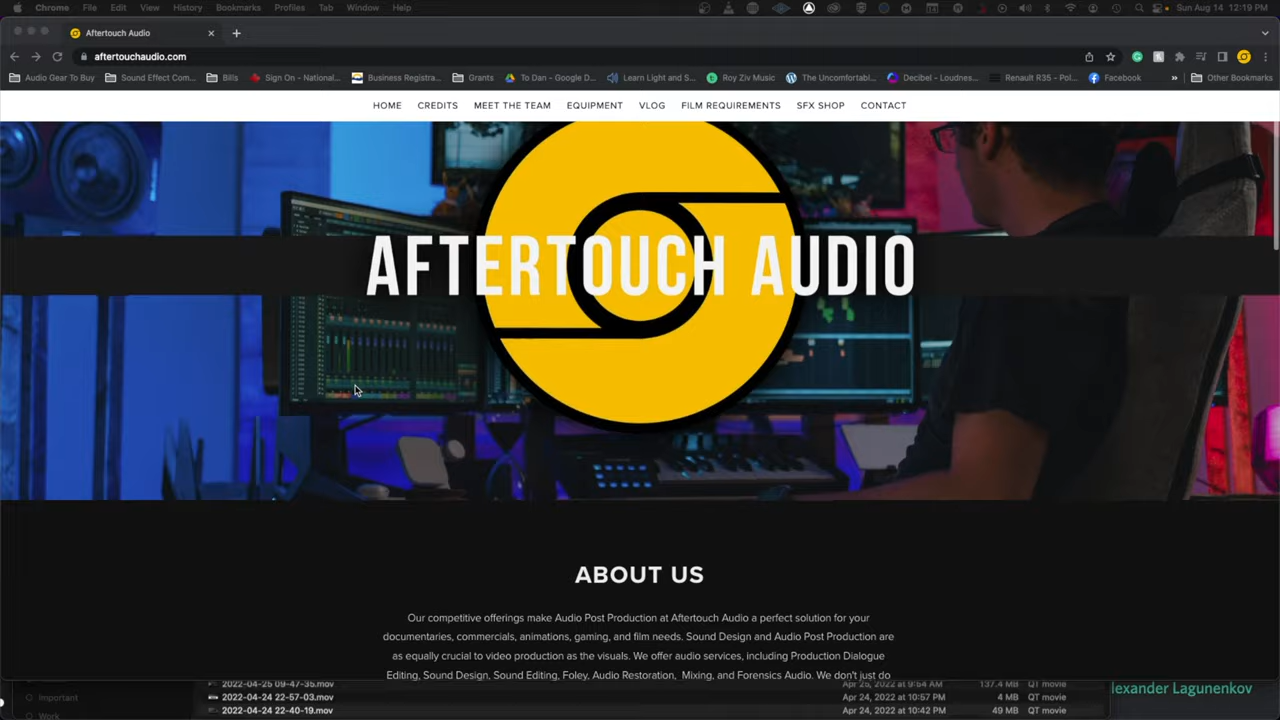 Chrome File Edit View History Bookmarks Profiles Tab Window Help Sun Aug 14 12:19 PM
Aftertouch Audio
aftertouchaudio.com
Audio Gear To Buy Sound Effect Com... Bills Sign On - National... Business Registra... Grants To Dan - Google D... Learn Light and S... Roy Ziv Music The Uncomfortabl... Decibel - Loudnes... Renault R35 - Pol... Facebook » Other Bookmarks
HOME CREDITS MEET THE TEAM EQUIPMENT VLOG FILM REQUIREMENTS SFX SHOP CONTACT
AFTERTOUCH AUDIO
ABOUT US
Our competitive offerings make Audio Post Production at Aftertouch Audio a perfect solution for your
documentaries, commercials, animations, gaming, and film needs. Sound Design and Audio Post Production are
as equally crucial to video production as the visuals. We offer audio services, including Production Dialogue
Editing, Sound Design, Sound Editing, Foley, Audio Restoration, Mixing, and Forensics Audio. We don't just do
2022-04-25 09-47-35.mov Apr 25, 2022 at 9:54 AM 137.4 MB QT movie
Important 2022-04-24 22-57-03.mov Apr 24, 2022 at 10:57 PM 4 MB QT movie
lexander Lagunenkov
Work 2022-04-24 22-40-19.mov Apr 24, 2022 at 10:42 PM 49 MB QT movie